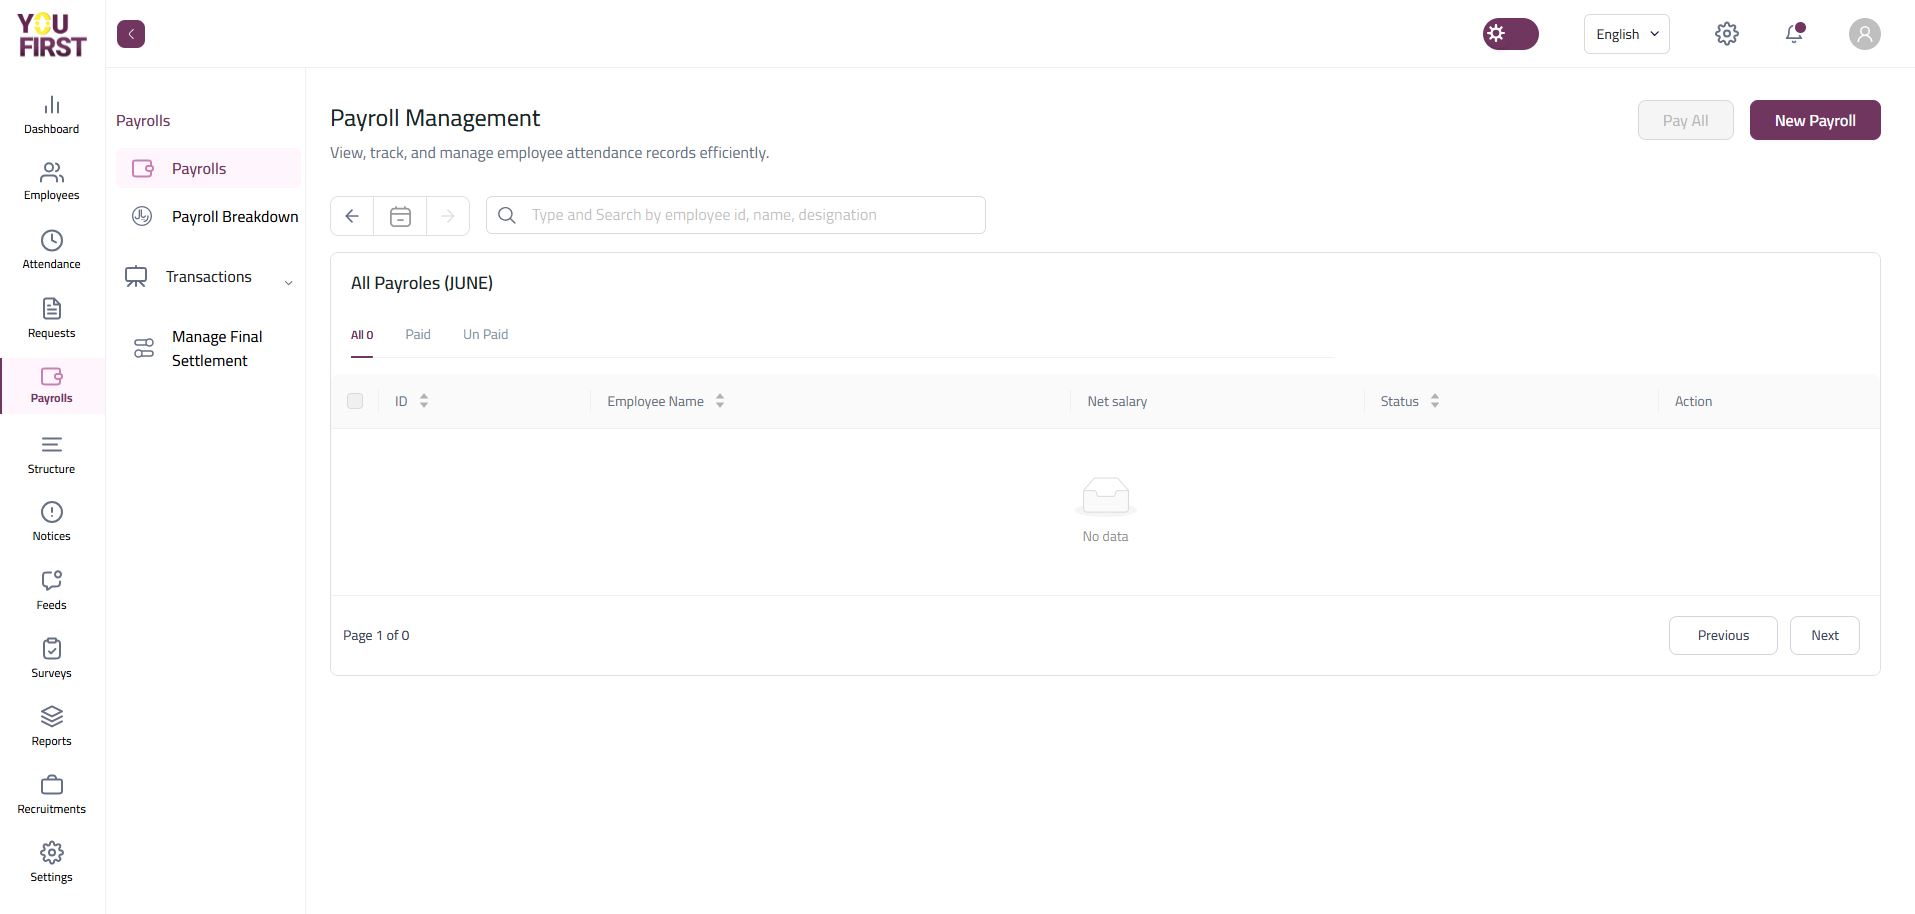 YOU
FIRST
English
Dashboard
Employees
Attendance
Requests
Payrolls
Structure
Notices
Feeds
Surveys
Reports
Recruitments
Settings
Payrolls
Payrolls
Payroll Breakdown
Transactions
Manage Final
Settlement
Payroll Management
View, track, and manage employee attendance records efficiently.
Pay All
New Payroll
Type and Search by employee id, name, designation
All Payroles (JUNE)
All 0 Paid Un Paid
ID Employee Name Net salary Status Action
No data
Page 1 of 0
Previous Next